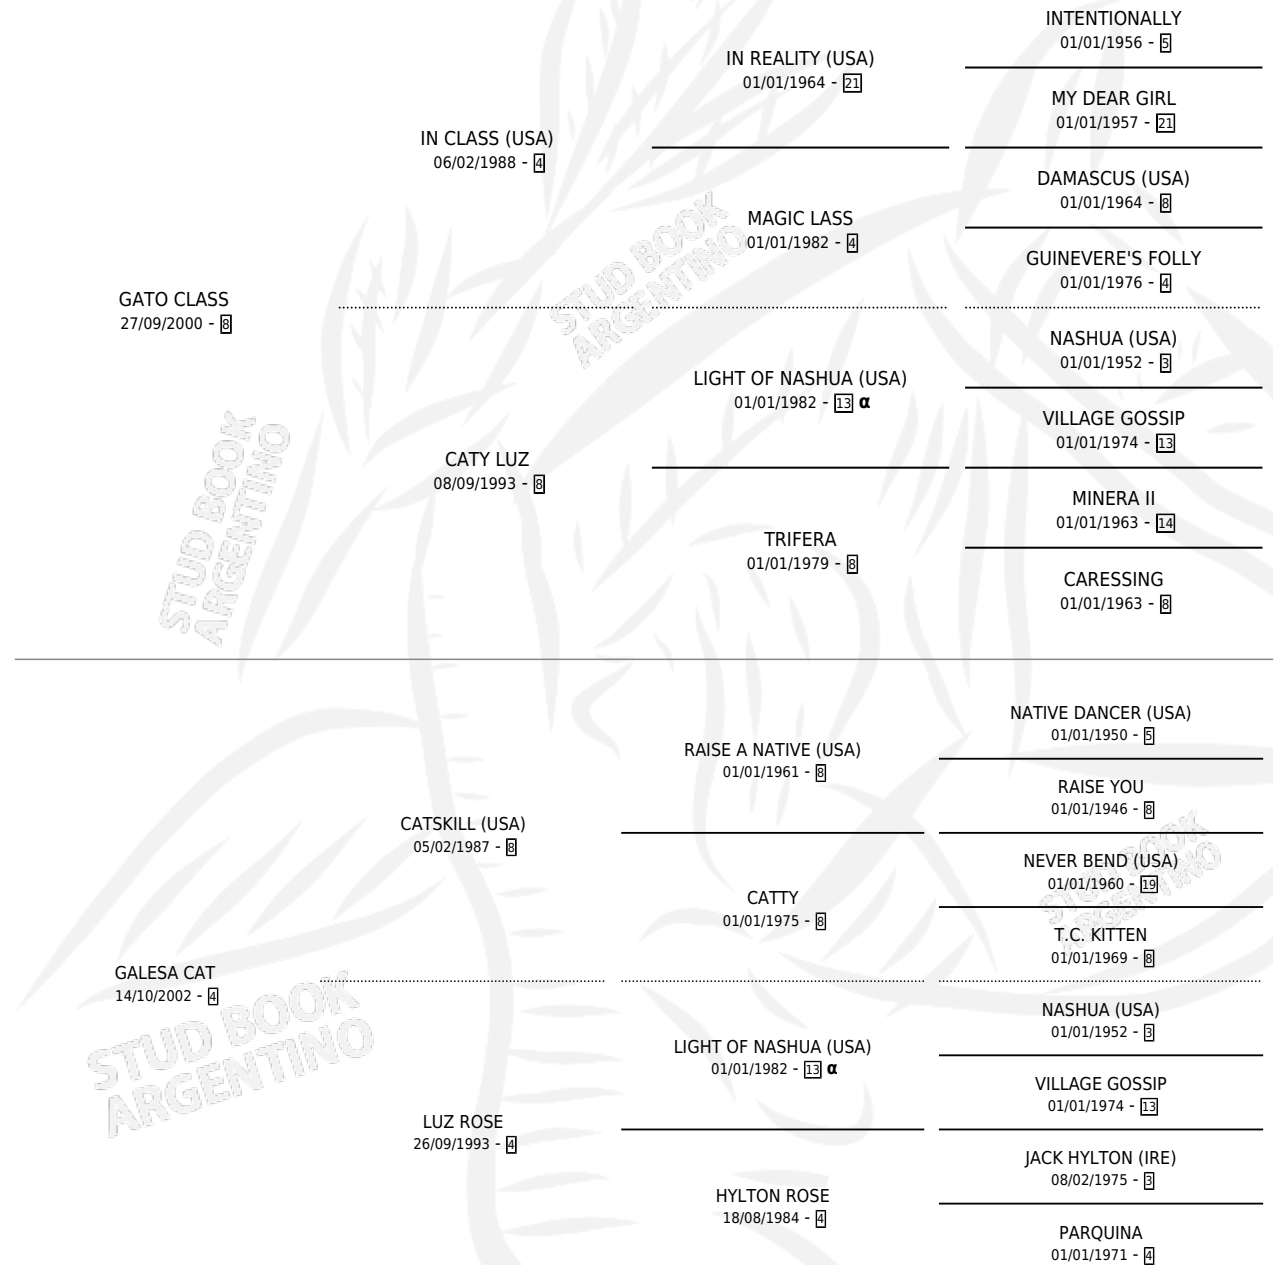 INTENTIONALLY
01/01/1956 - 5
IN REALITY (USA)
01/01/1964 - 21
MY DEAR GIRL
01/01/1957 - 21
IN CLASS (USA)
06/02/1988 - 4
DAMASCUS (USA)
01/01/1964 - 8
MAGIC LASS
01/01/1982 - 4
GUINEVERE'S FOLLY
01/01/1976 - 4
GATO CLASS
27/09/2000 - 8
NASHUA (USA)
01/01/1952 - 3
LIGHT OF NASHUA (USA)
01/01/1982 - 13 α
VILLAGE GOSSIP
01/01/1974 - 13
CATY LUZ
08/09/1993 - 8
MINERA II
01/01/1963 - 14
TRIFERA
01/01/1979 - 8
CARESSING
01/01/1963 - 8
NATIVE DANCER (USA)
01/01/1950 - 5
RAISE A NATIVE (USA)
01/01/1961 - 8
RAISE YOU
01/01/1946 - 8
CATSKILL (USA)
05/02/1987 - 8
NEVER BEND (USA)
01/01/1960 - 19
CATTY
01/01/1975 - 8
T.C. KITTEN
01/01/1969 - 8
GALESA CAT
14/10/2002 - 4
NASHUA (USA)
01/01/1952 - 3
LIGHT OF NASHUA (USA)
01/01/1982 - 13 α
VILLAGE GOSSIP
01/01/1974 - 13
LUZ ROSE
26/09/1993 - 4
JACK HYLTON (IRE)
08/02/1975 - 3
HYLTON ROSE
18/08/1984 - 4
PARQUINA
01/01/1971 - 4
STUD BOOK
ARGENTINO
STUD BOOK
ARGENTINO
STUD BOOK
ARGENTINO
STUD BOOK
ARGENTINO